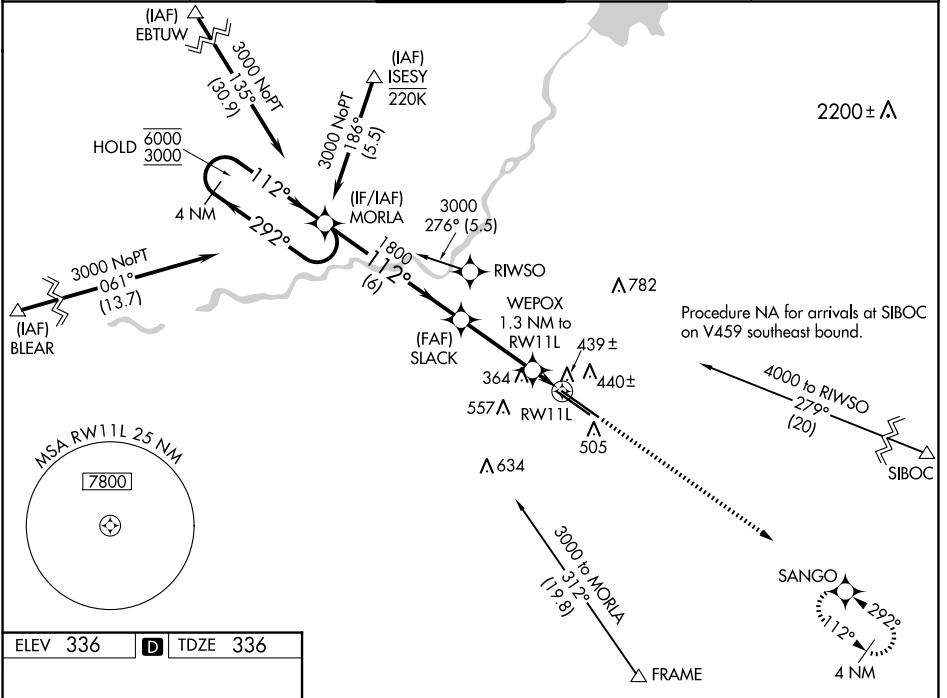 (IAF)
EBTUW
3000 NoPT
135°
(30.9)
(IAF)
ISESY
220K
3000 NoPT
186°
(5.5)
2200±
HOLD
6000
3000
112°
292°
4 NM
(IF/IAF)
MORLA
3000
276° (5.5)
1800
112°
(6)
RIWSO
3000 NoPT
061°
(13.7)
(IAF)
BLEAR
782
WEPOX
1.3 NM to
RW11L
(FAF)
SLACK
439±
364
440±
557
RW11L
505
634
Procedure NA for arrivals at SIBOC
on V459 southeast bound.
4000 to RIWSO
279°
(20)
SIBOC
MSA RW11L 25 NM
7800
3000 to MORLA
312°
(19.8)
FRAME
SANGO
292°
112°
4 NM
ELEV 336 D TDZE 336